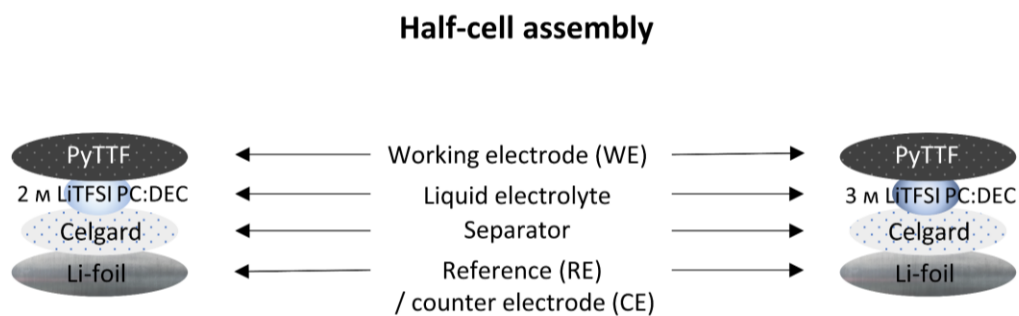 Half-cell assembly
PyTTF Working electrode (WE) PyTTF
2 м LiTFSI PC:DEC Liquid electrolyte 3 м LiTFSI PC:DEC
Celgard Separator Celgard
Li-foil Reference (RE) Li-foil
/ counter electrode (CE)